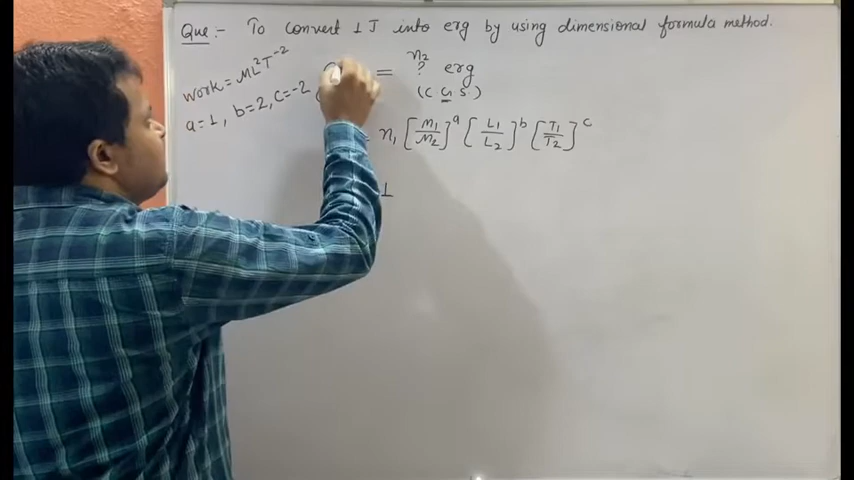 Que:- To convert 1 J into erg by using dimensional formula method.
work = ML²T⁻²
a=1, b=2, c=-2
= n₂ ? erg
(C G S)
= n₁ [M₁/M₂]ᵃ [L₁/L₂]ᵇ [T₁/T₂]ᶜ
1